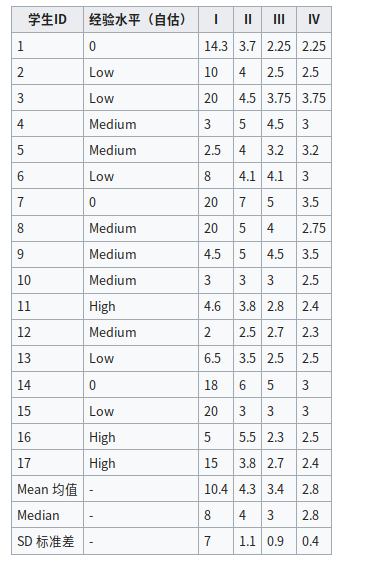 学生ID 经验水平（自估） I II III IV
1 0 14.3 3.7 2.25 2.25
2 Low 10 4 2.5 2.5
3 Low 20 4.5 3.75 3.75
4 Medium 3 5 4.5 3
5 Medium 2.5 4 3.2 3.2
6 Low 8 4.1 4.1 3
7 0 20 7 5 3.5
8 Medium 20 5 4 2.75
9 Medium 4.5 5 4.5 3.5
10 Medium 3 3 3 2.5
11 High 4.6 3.8 2.8 2.4
12 Medium 2 2.5 2.7 2.3
13 Low 6.5 3.5 2.5 2.5
14 0 18 6 5 3
15 Low 20 3 3 3
16 High 5 5.5 2.3 2.5
17 High 15 3.8 2.7 2.4
Mean 均值 - 10.4 4.3 3.4 2.8
Median - 8 4 3 2.8
SD 标准差 - 7 1.1 0.9 0.4